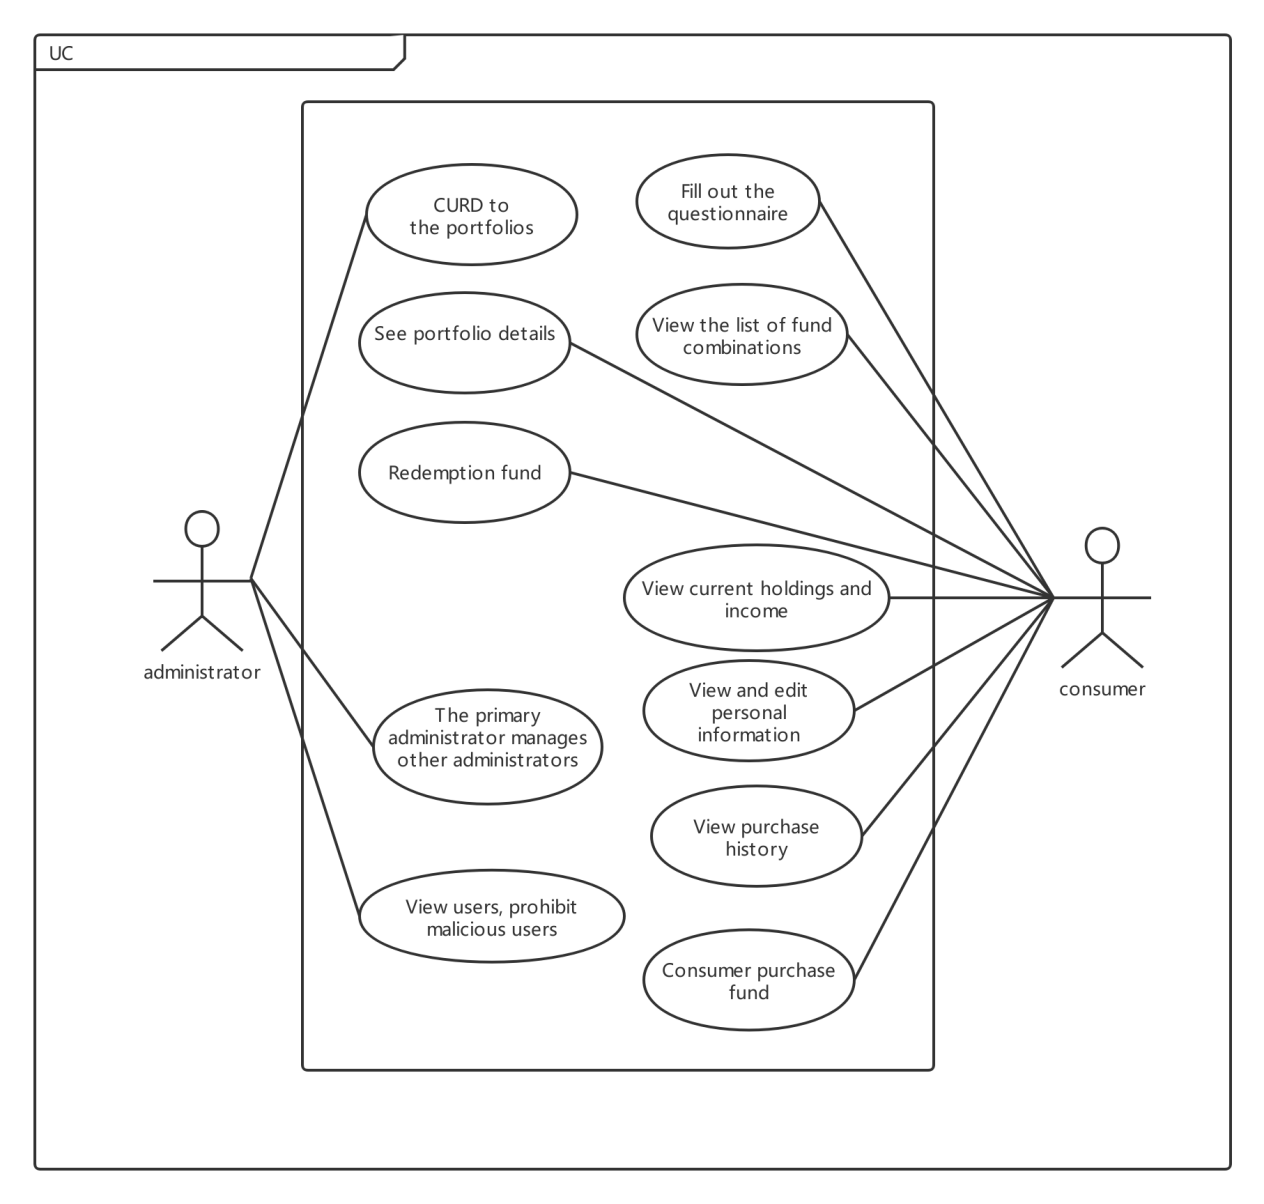 UC
CURD to
the portfolios
Fill out the
questionnaire
See portfolio details
View the list of fund
combinations
Redemption fund
View current holdings and
income
administrator
consumer
View and edit
personal
information
The primary
administrator manages
other administrators
View purchase
history
View users, prohibit
malicious users
Consumer purchase
fund